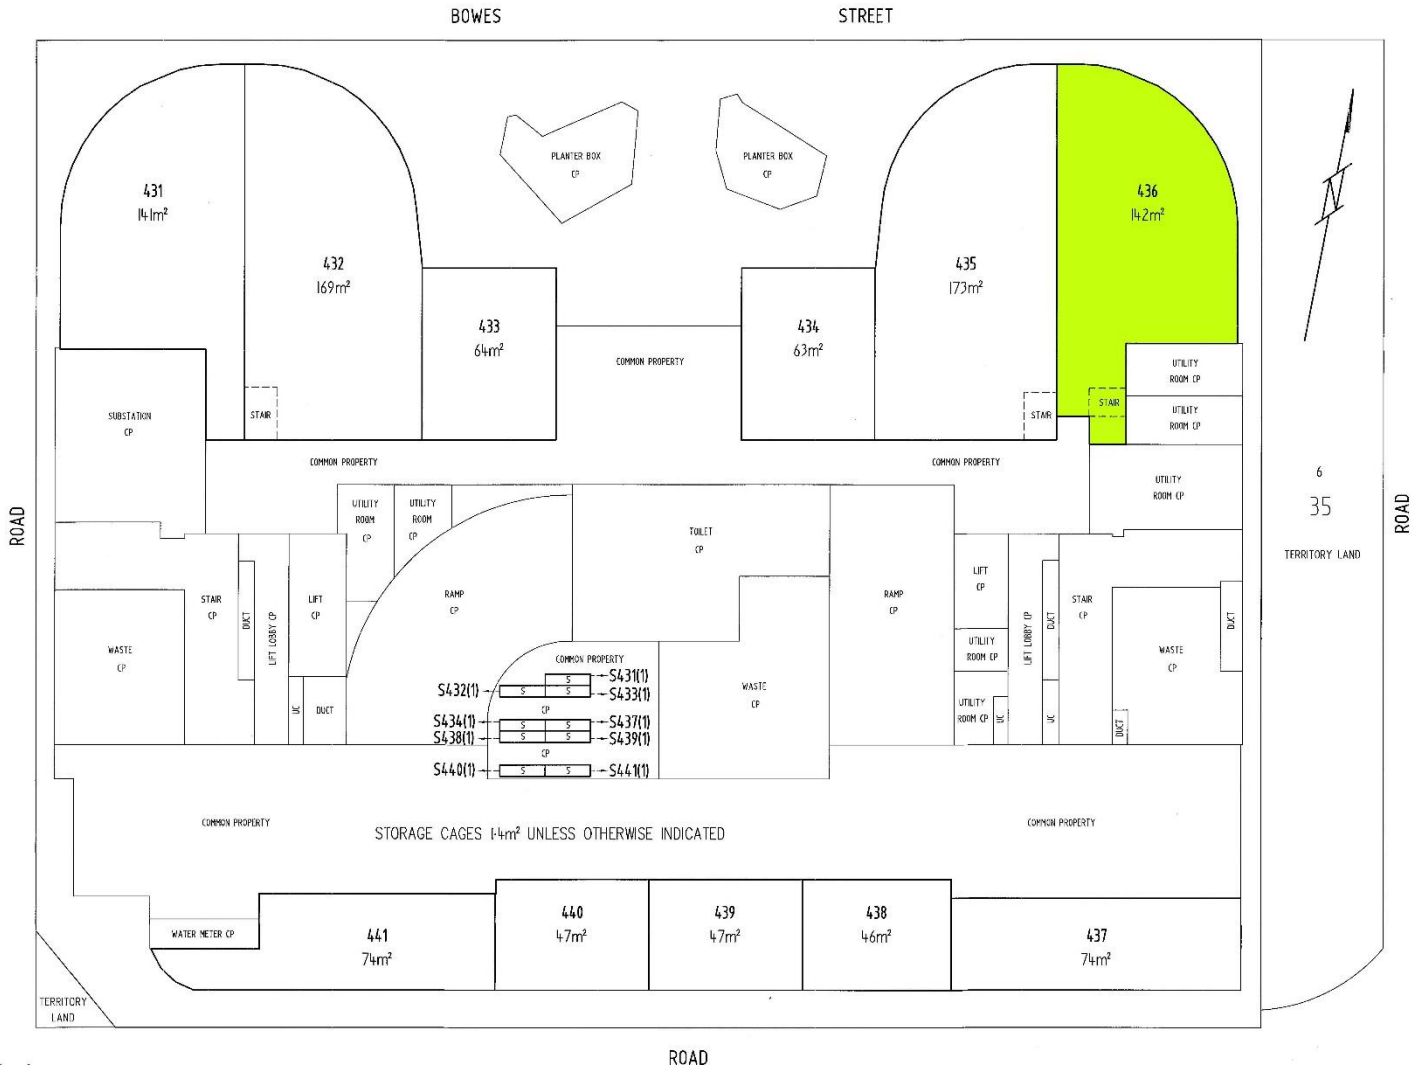 BOWES STREET
431
141m²
432
169m²
433
64m²
434
63m²
435
173m²
436
142m²
PLANTER BOX
CP
PLANTER BOX
CP
N
COMMON PROPERTY
SUBSTATION
CP
STAIR
STAIR
STAIR
UTILITY
ROOM CP
UTILITY
ROOM CP
COMMON PROPERTY
COMMON PROPERTY
UTILITY
ROOM CP
6
35
TERRITORY LAND
ROAD
ROAD
UTILITY
ROOM
CP
UTILITY
ROOM
CP
TOILET
CP
STAIR
CP
DUCT
LIFT LOBBY CP
LIFT
CP
RAMP
CP
RAMP
CP
LIFT
CP
LIFT LOBBY CP
DUCT
STAIR
CP
DUCT
WASTE
CP
UC
DUCT
COMMON PROPERTY
WASTE
CP
UTILITY
ROOM CP
UTILITY
ROOM CP
UC
UC
DUCT
WASTE
CP
S S431(1)
S432(1) S S S433(1)
CP
S434(1) S S S437(1)
S438(1) S S S439(1)
CP
S440(1) S S S441(1)
COMMON PROPERTY
COMMON PROPERTY
STORAGE CAGES 1·4m² UNLESS OTHERWISE INDICATED
WATER METER CP
441
74m²
440
47m²
439
47m²
438
46m²
437
74m²
TERRITORY
LAND
ROAD